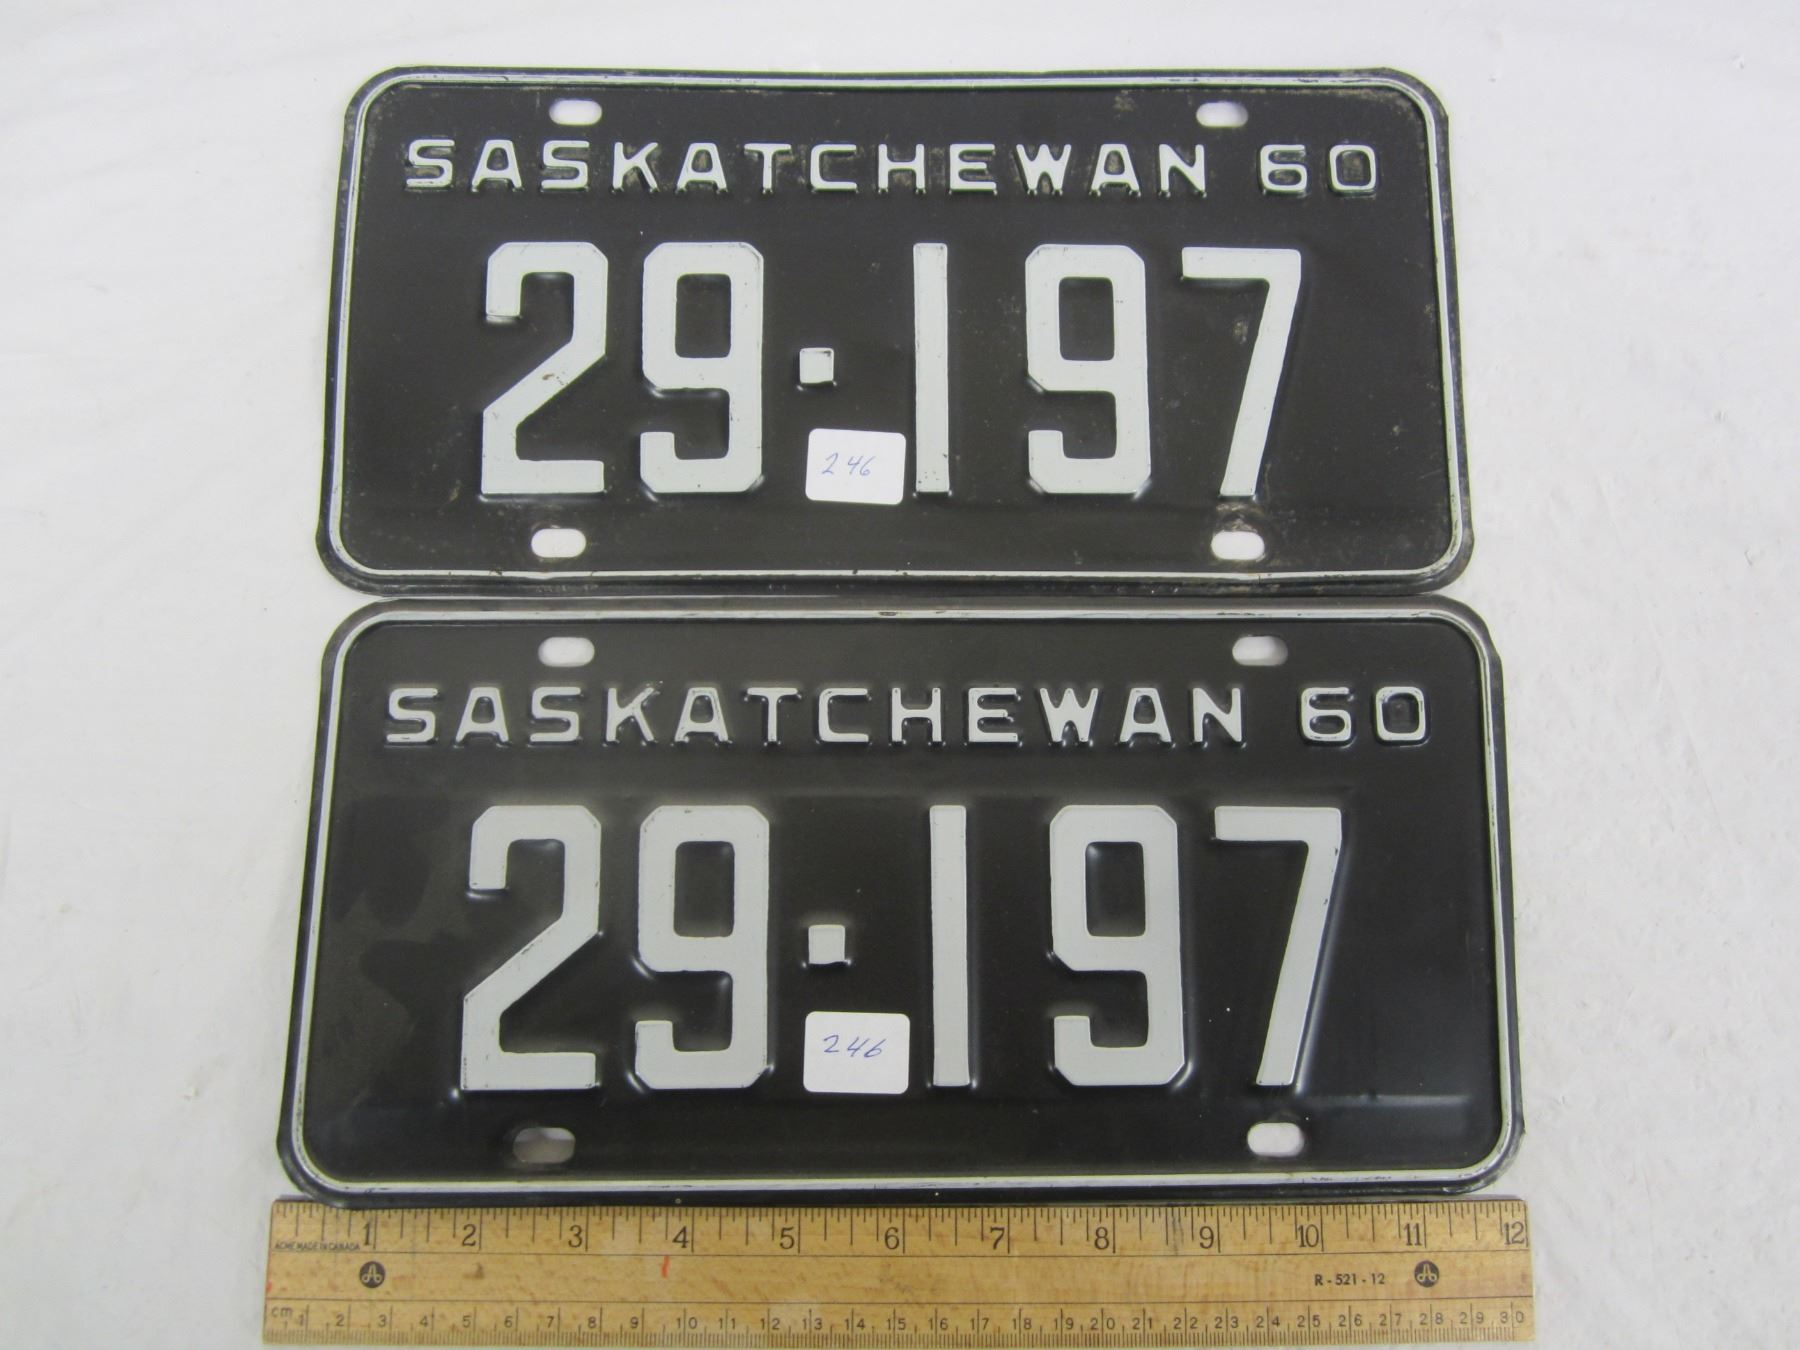 SASKATCHEWAN 60
29·197
246
SASKATCHEWAN 60
29·197
246
1 2 3 4 5 6 7 8 9 10 11 12
ACME MADE IN CANADA
R-521-12
cm 1 2 3 4 5 6 7 8 9 10 11 12 13 14 15 16 17 18 19 20 21 22 23 24 25 26 27 28 29 30